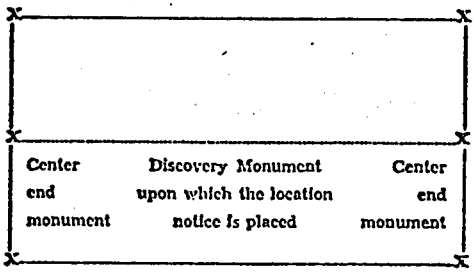 X X
X X
Center Discovery Monument Center
end upon which the location end
monument notice is placed monument
X X